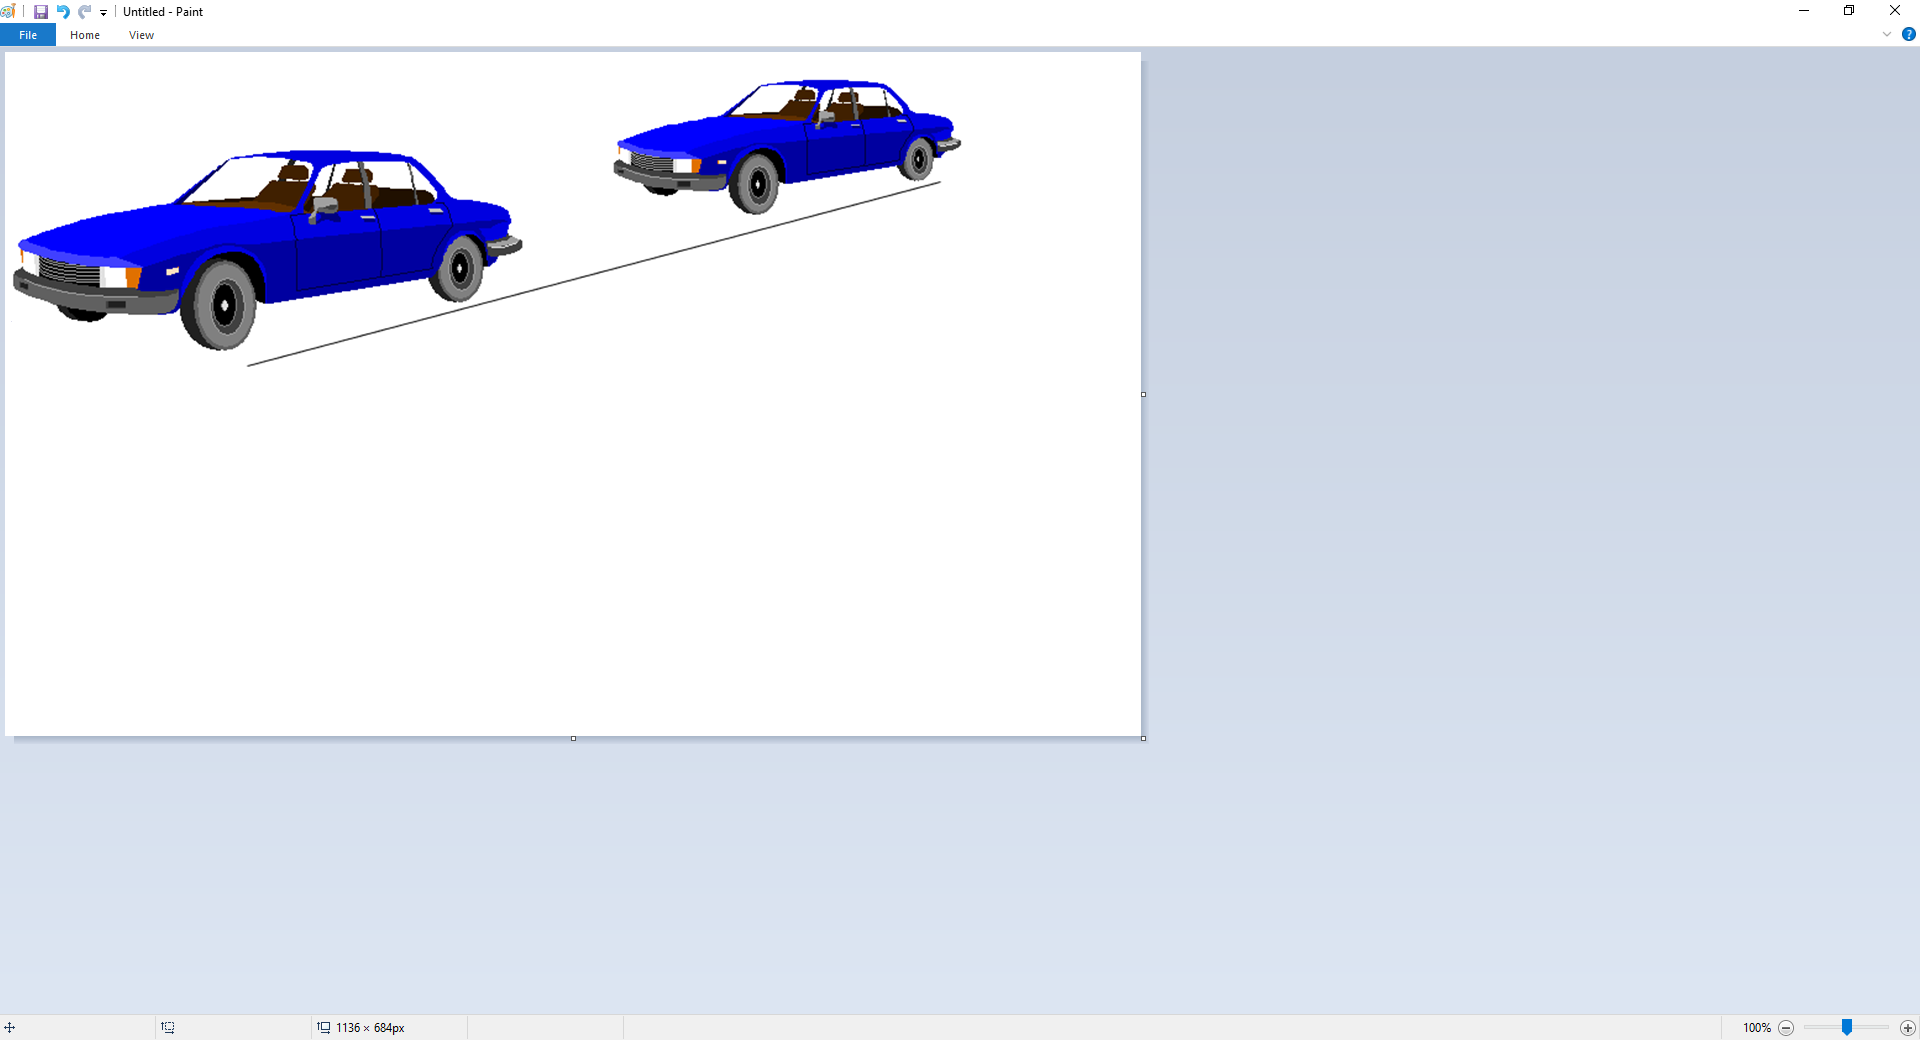 Untitled - Paint
File Home View
1136 × 684px
100%